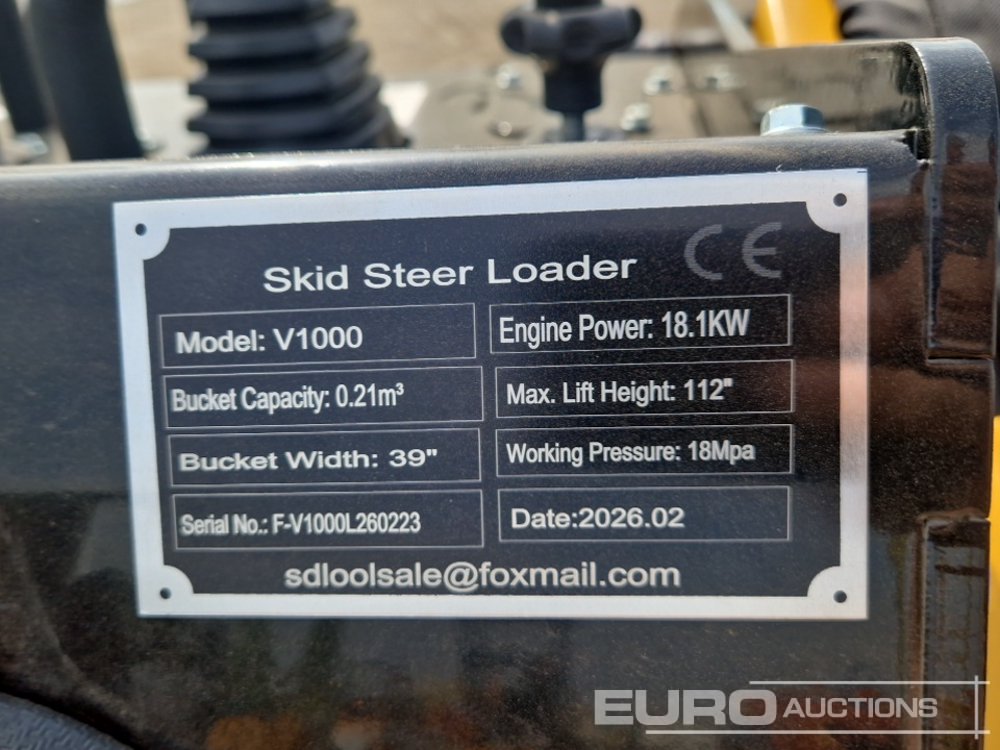 CE
Skid Steer Loader
Model: V1000
Engine Power: 18.1KW
Bucket Capacity: 0.21m³
Max. Lift Height: 112"
Bucket Width: 39"
Working Pressure: 18Mpa
Serial No.: F-V1000L260223
Date:2026.02
sdloolsale@foxmail.com
EURO AUCTIONS